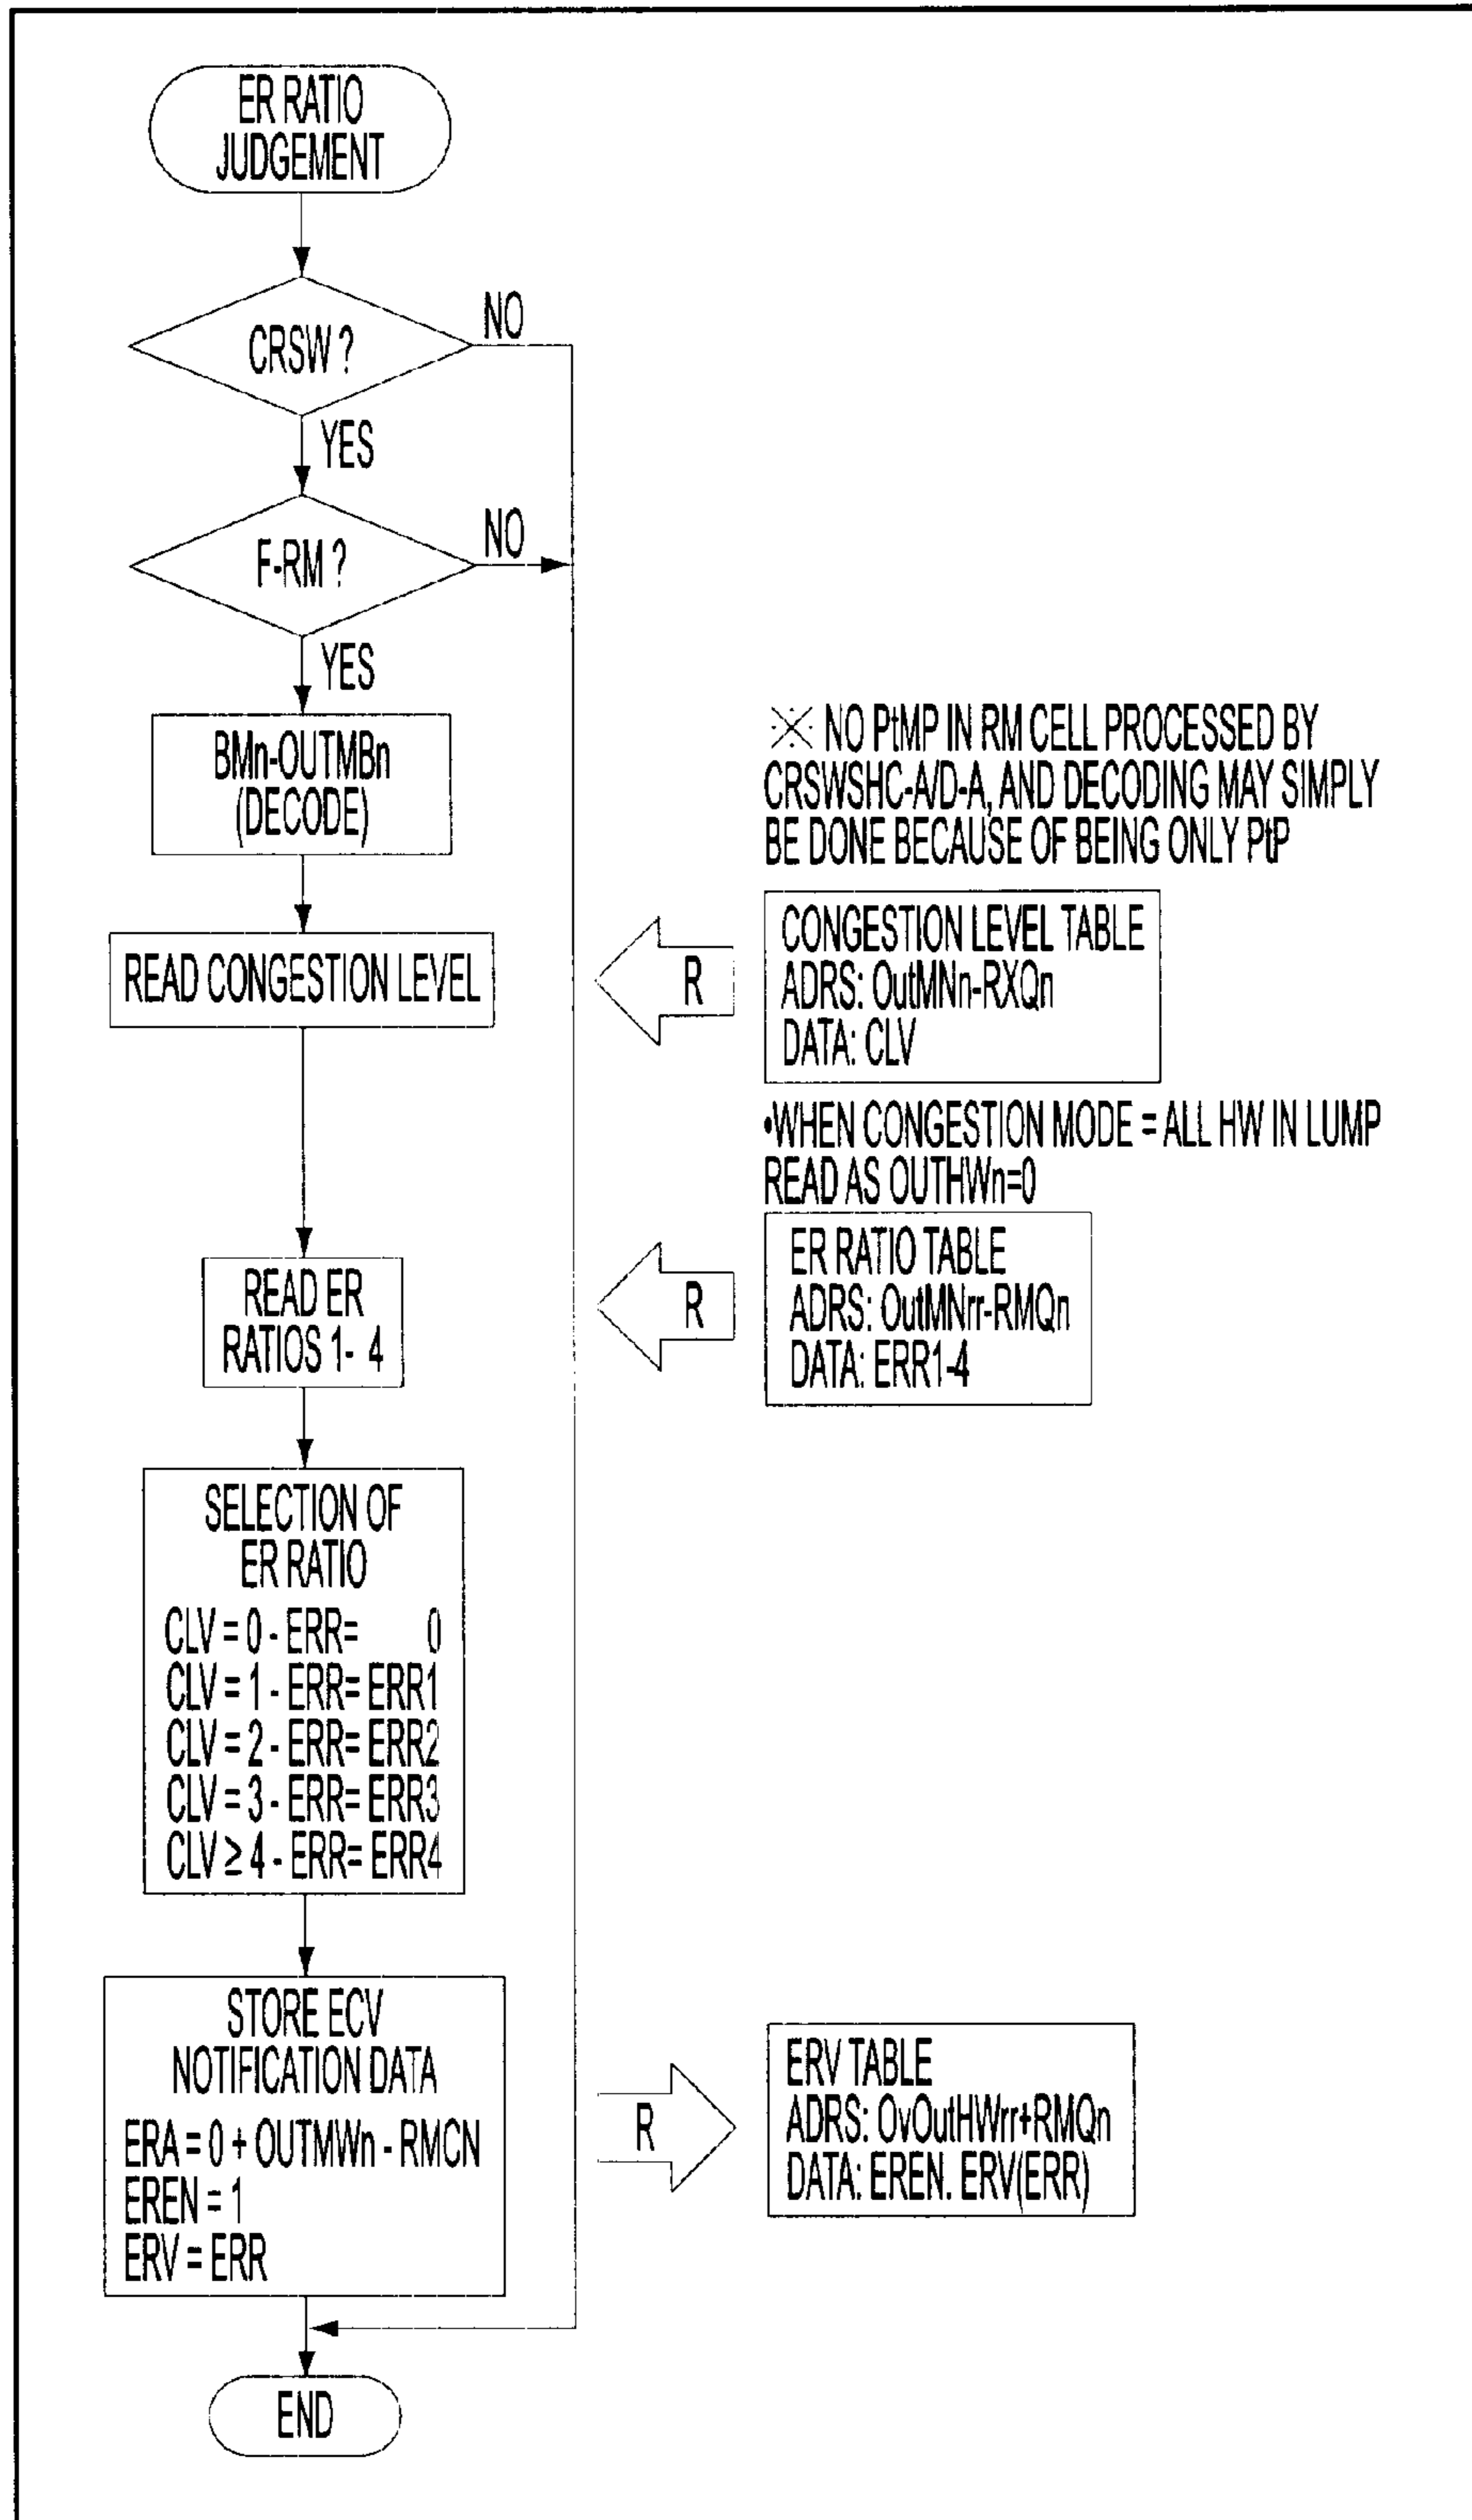 ER RATIO
JUDGEMENT
CRSW ?
NO
YES
F-RM ?
NO
YES
BMn-OUTMBn
(DECODE)
※ NO PtMP IN RM CELL PROCESSED BY
CRSWSHC-A/D-A, AND DECODING MAY SIMPLY
BE DONE BECAUSE OF BEING ONLY PtP
READ CONGESTION LEVEL
R
CONGESTION LEVEL TABLE
ADRS: OutMNn-RXQn
DATA: CLV
•WHEN CONGESTION MODE = ALL HW IN LUMP
READ AS OUTHWn=0
READ ER
RATIOS 1- 4
R
ER RATIO TABLE
ADRS: OutMNrr-RMQn
DATA: ERR1-4
SELECTION OF
ER RATIO
CLV = 0 - ERR= 0
CLV = 1 - ERR= ERR1
CLV = 2 - ERR= ERR2
CLV = 3 - ERR= ERR3
CLV ≥ 4 - ERR= ERR4
STORE ECV
NOTIFICATION DATA
ERA = 0 + OUTMWn - RMCN
EREN = 1
ERV = ERR
R
ERV TABLE
ADRS: OvOutHWrr+RMQn
DATA: EREN. ERV(ERR)
END